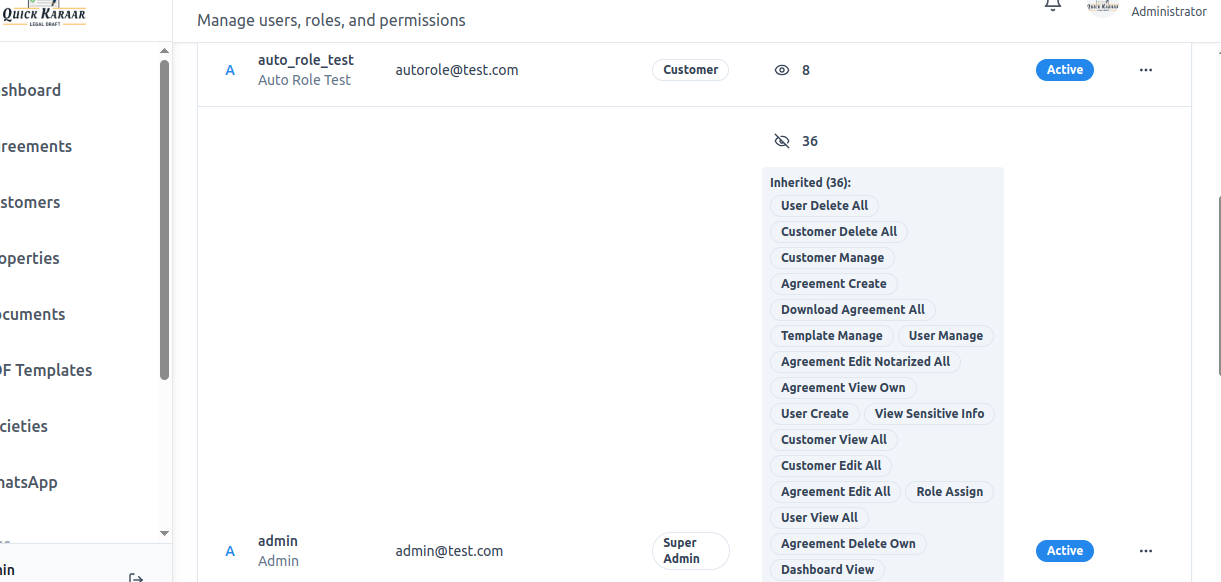 QUICK KARAAR
LEGAL DRAFT
Manage users, roles, and permissions
Administrator
shboard
reements
stomers
operties
ocuments
DF Templates
cieties
hatsApp
in
auto_role_test
Auto Role Test
autorole@test.com
Customer
8
Active
...
36
Inherited (36):
User Delete All
Customer Delete All
Customer Manage
Agreement Create
Download Agreement All
Template Manage User Manage
Agreement Edit Notarized All
Agreement View Own
User Create View Sensitive Info
Customer View All
Customer Edit All
Agreement Edit All Role Assign
User View All
Agreement Delete Own
Dashboard View
admin
Admin
admin@test.com
Super
Admin
Active
...